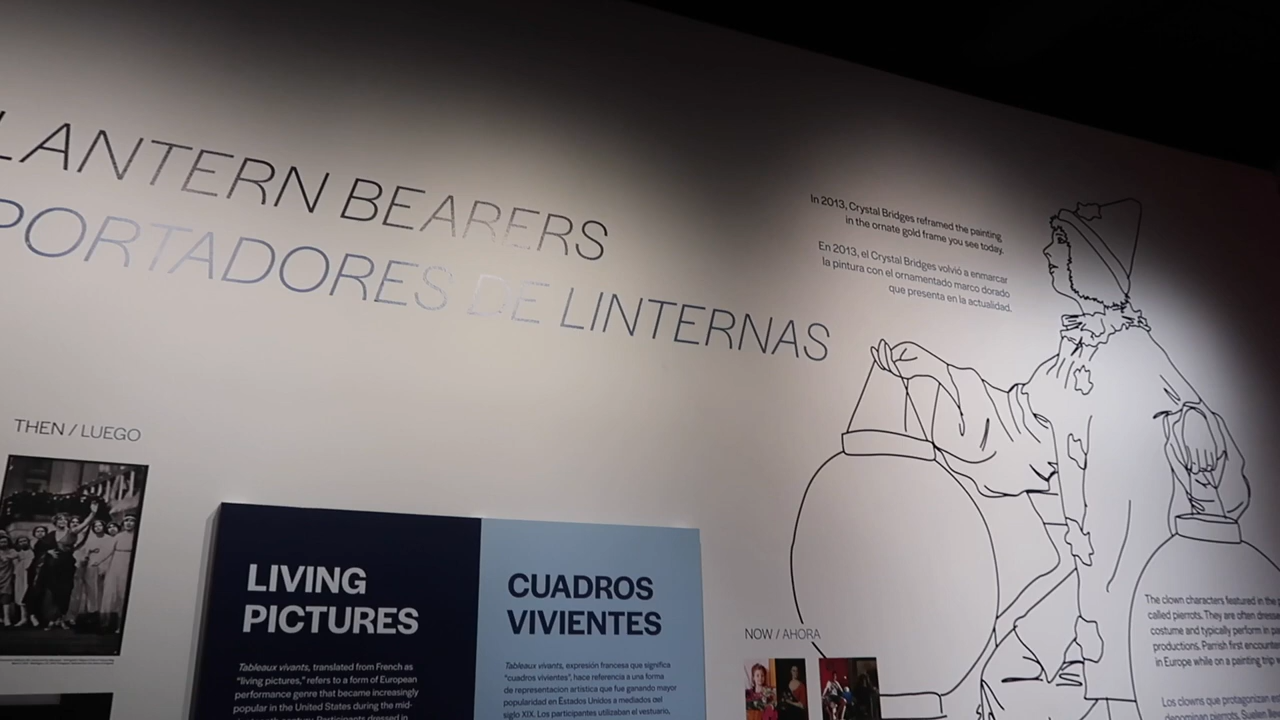 LANTERN BEARERS
PORTADORES DE LINTERNAS
In 2013, Crystal Bridges reframed the painting
in the ornate gold frame you see today.
En 2013, el Crystal Bridges volvió a enmarcar
la pintura con el ornamentado marco dorado
que presenta en la actualidad.
THEN / LUEGO
LIVING
PICTURES
Tableaux vivants, translated from French as
"living pictures," refers to a form of European
performance genre that became increasingly
popular in the United States during the mid-
CUADROS
VIVIENTES
Tableaux vivants, expresión francesa que significa
"cuadros vivientes", hace referencia a una forma
de representacion artística que fue ganando mayor
popularidad en Estados Unidos a mediados del
siglo XIX. Los participantes utilizaban el vestuario,
NOW / AHORA
The clown characters featured in the
called pierrots. They are often
costume and typically perform in
productions. Parrish first
in Europe while on a painting trip
Los clowns que protagonizan